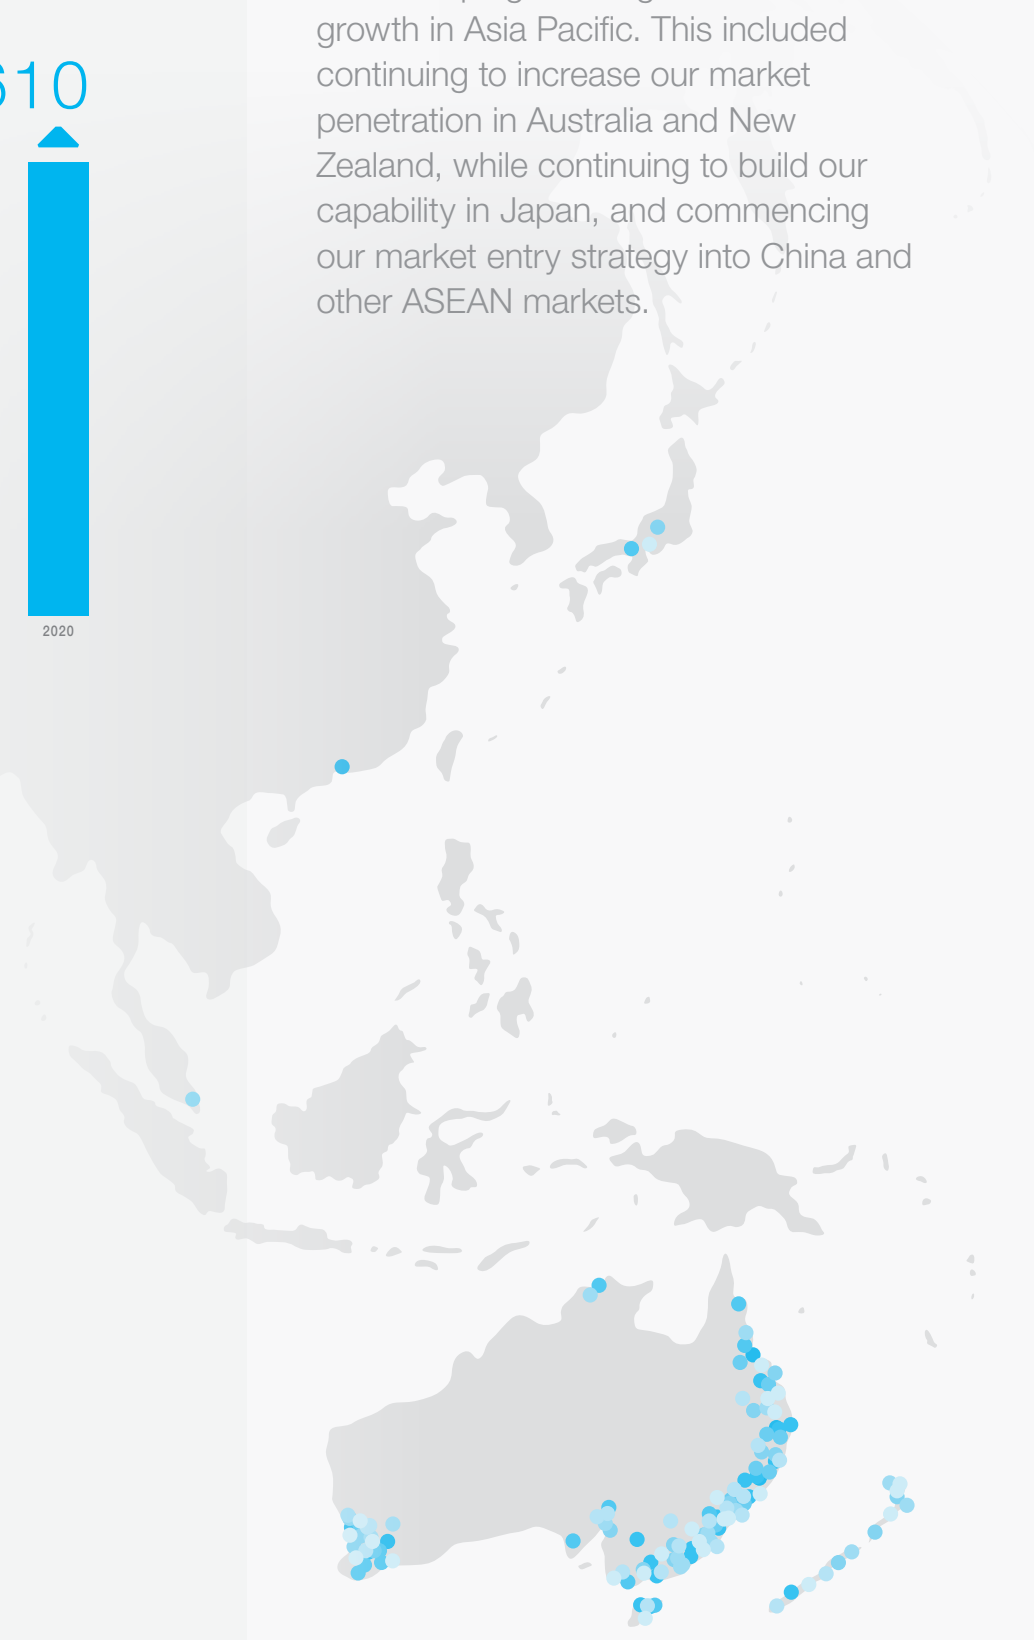 growth in Asia Pacific. This included
continuing to increase our market
penetration in Australia and New
Zealand, while continuing to build our
capability in Japan, and commencing
our market entry strategy into China and
other ASEAN markets.
610
2020